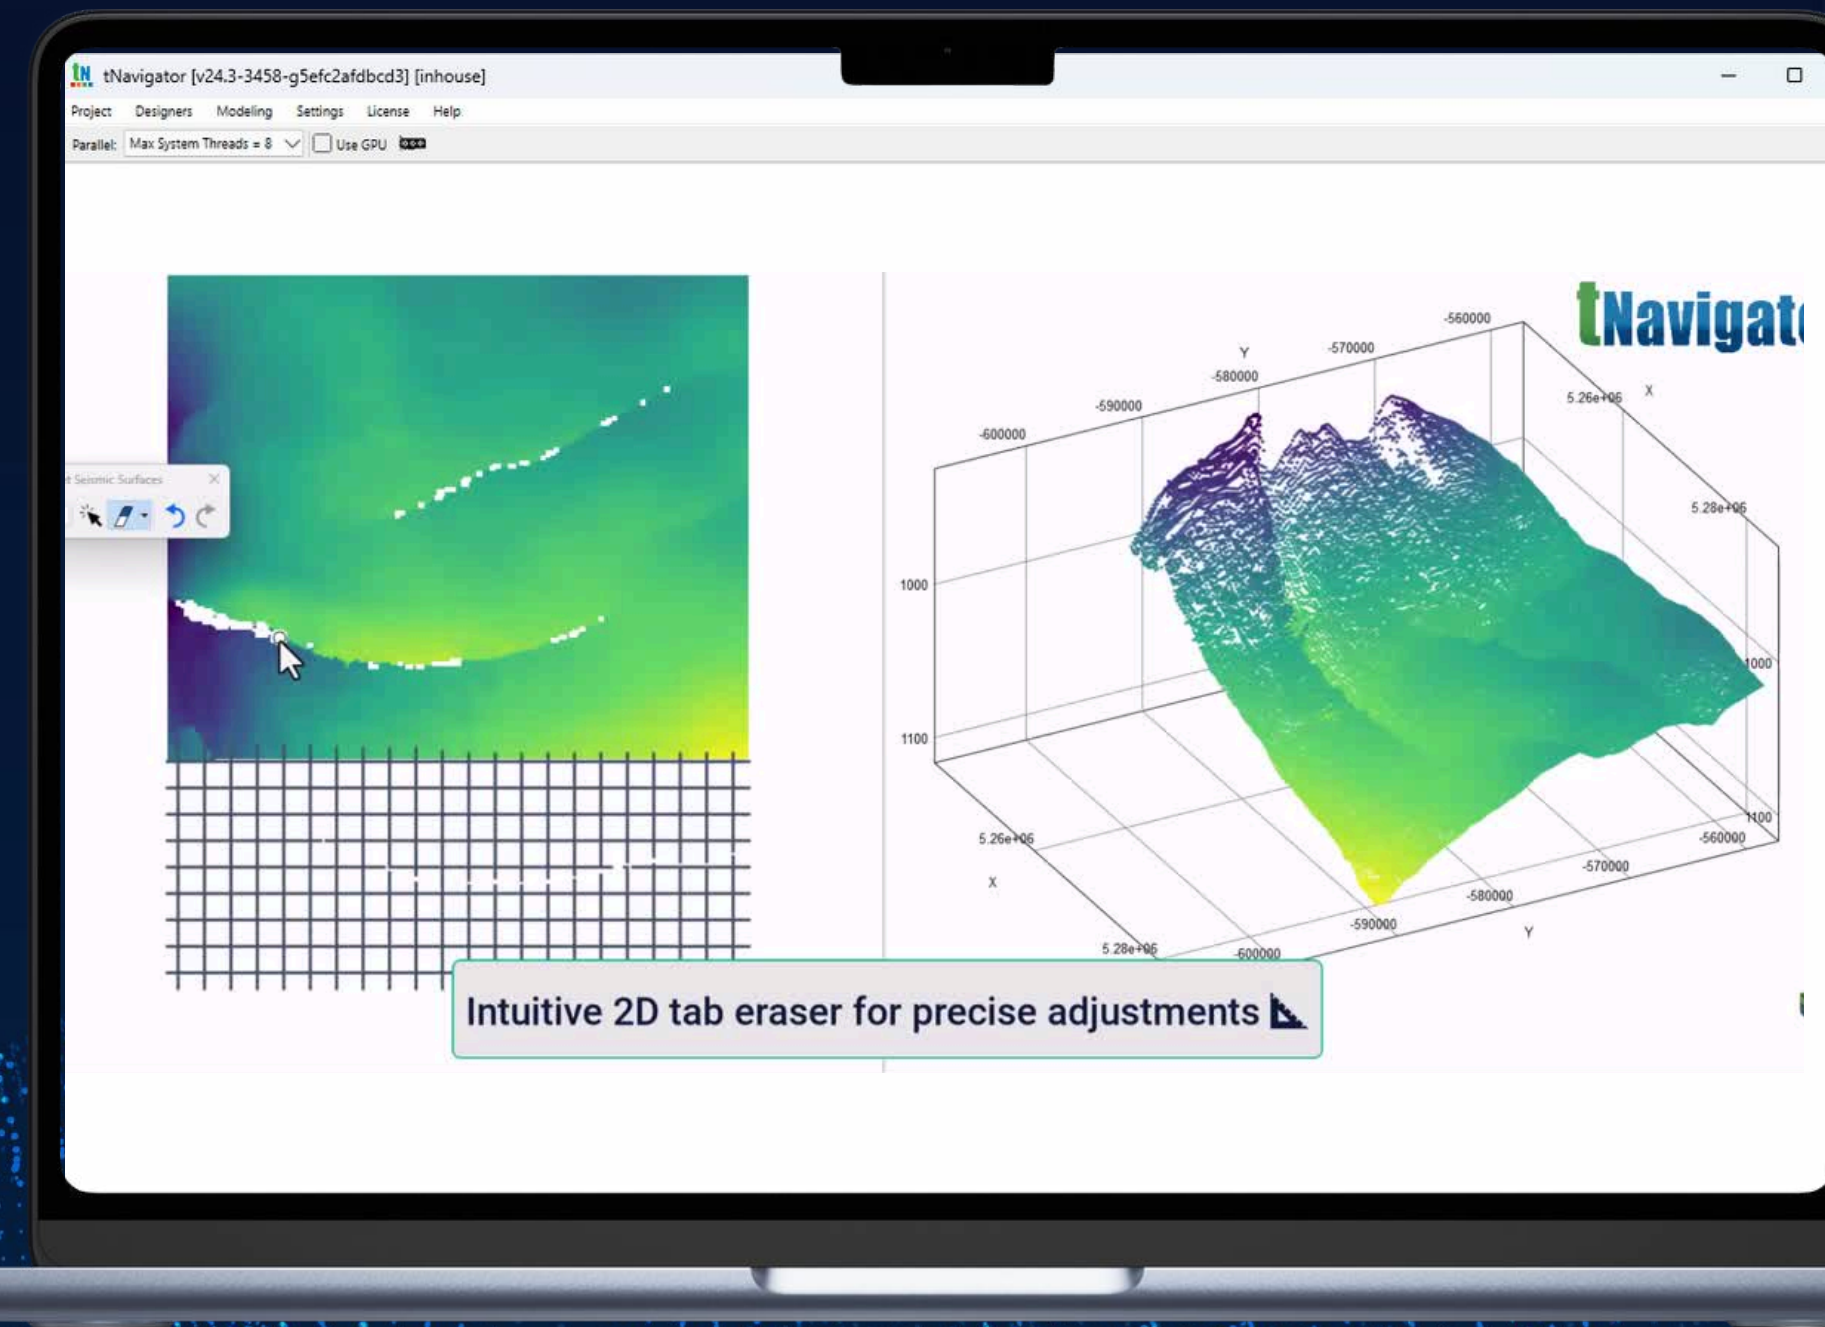 tN tNavigator [v24.3-3458-g5efc2afdbcd3] [inhouse]
Project Designers Modeling Settings License Help
Parallel: Max System Threads = 8 Use GPU
tNavigat
-560000
Y
-570000
-580000
X
5.26e+06
-590000
-600000
Seismic Surfaces
5.28e+06
1000
1000
1100
1100
5.26e+06
-560000
-570000
X
-580000
-590000
Y
5.28e+06
-600000
Intuitive 2D tab eraser for precise adjustments